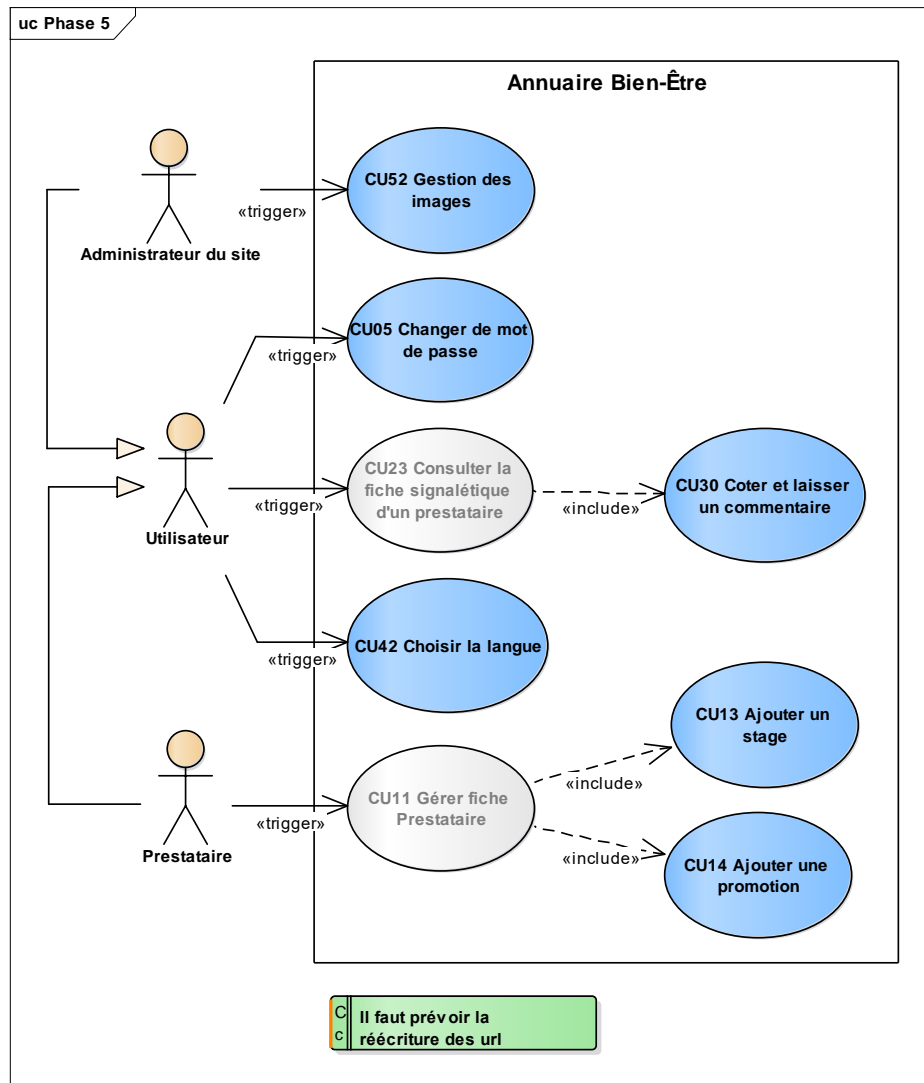 uc Phase 5
Annuaire Bien-Être
CU52 Gestion des
images
«trigger»
Administrateur du site
CU05 Changer de mot
de passe
«trigger»
CU23 Consulter la
fiche signalétique
d'un prestataire
«trigger»
CU30 Coter et laisser
un commentaire
«include»
Utilisateur
CU42 Choisir la langue
«trigger»
CU13 Ajouter un
stage
«include»
CU11 Gérer fiche
Prestataire
«trigger»
Prestataire
«include»
CU14 Ajouter une
promotion
C
c
Il faut prévoir la
réécriture des url